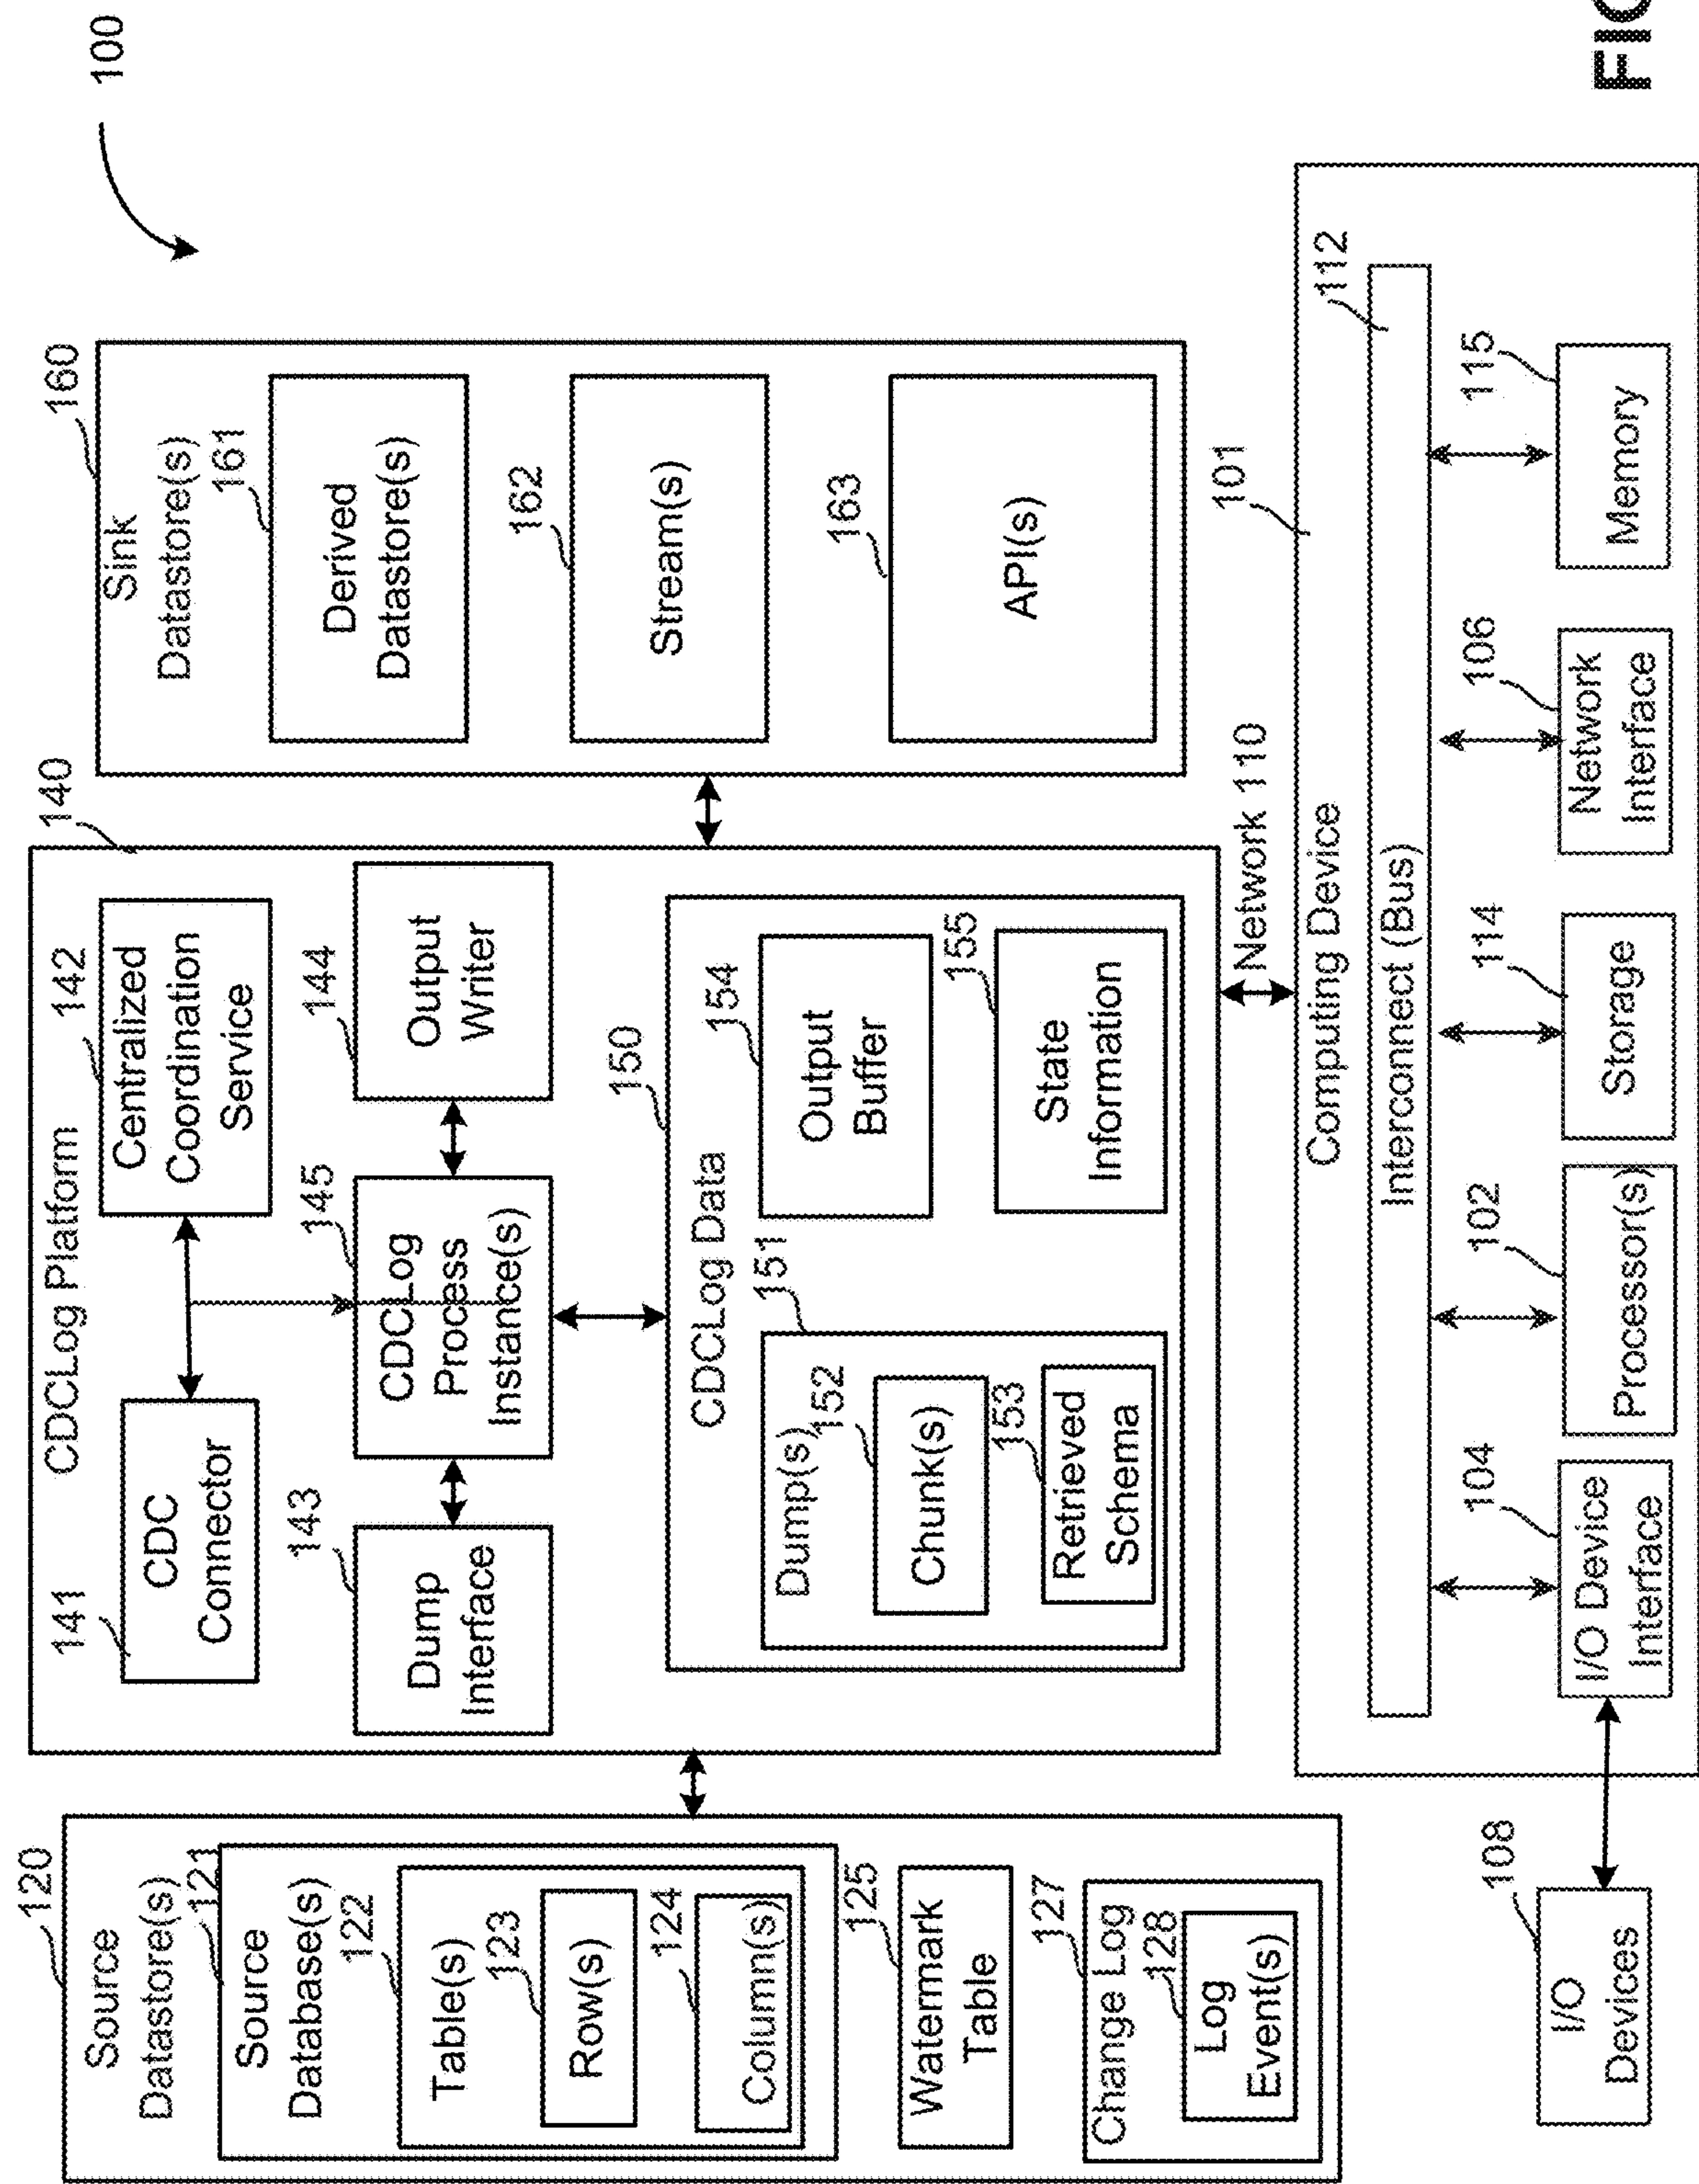 100
120
Source
Datastore(s)
121
Source
Database(s)
122
Table(s)
123
Row(s)
124
Column(s)
125
Watermark
Table
127
Change Log
128
Log
Event(s)
140
CDCLog Platform
141
CDC
Connector
142
Centralized
Coordination
Service
143
Dump
Interface
145
CDCLog
Process
Instance(s)
144
Output
Writer
150
CDCLog Data
151
Dump(s)
152
Chunk(s)
153
Retrieved
Schema
154
Output
Buffer
155
State
Information
160
Sink
Datastore(s)
161
Derived
Datastore(s)
162
Stream(s)
163
API(s)
Network 110
101
Computing Device
112
Interconnect (Bus)
108
I/O
Devices
104
I/O Device
Interface
102
Processor(s)
114
Storage
106
Network
Interface
115
Memory